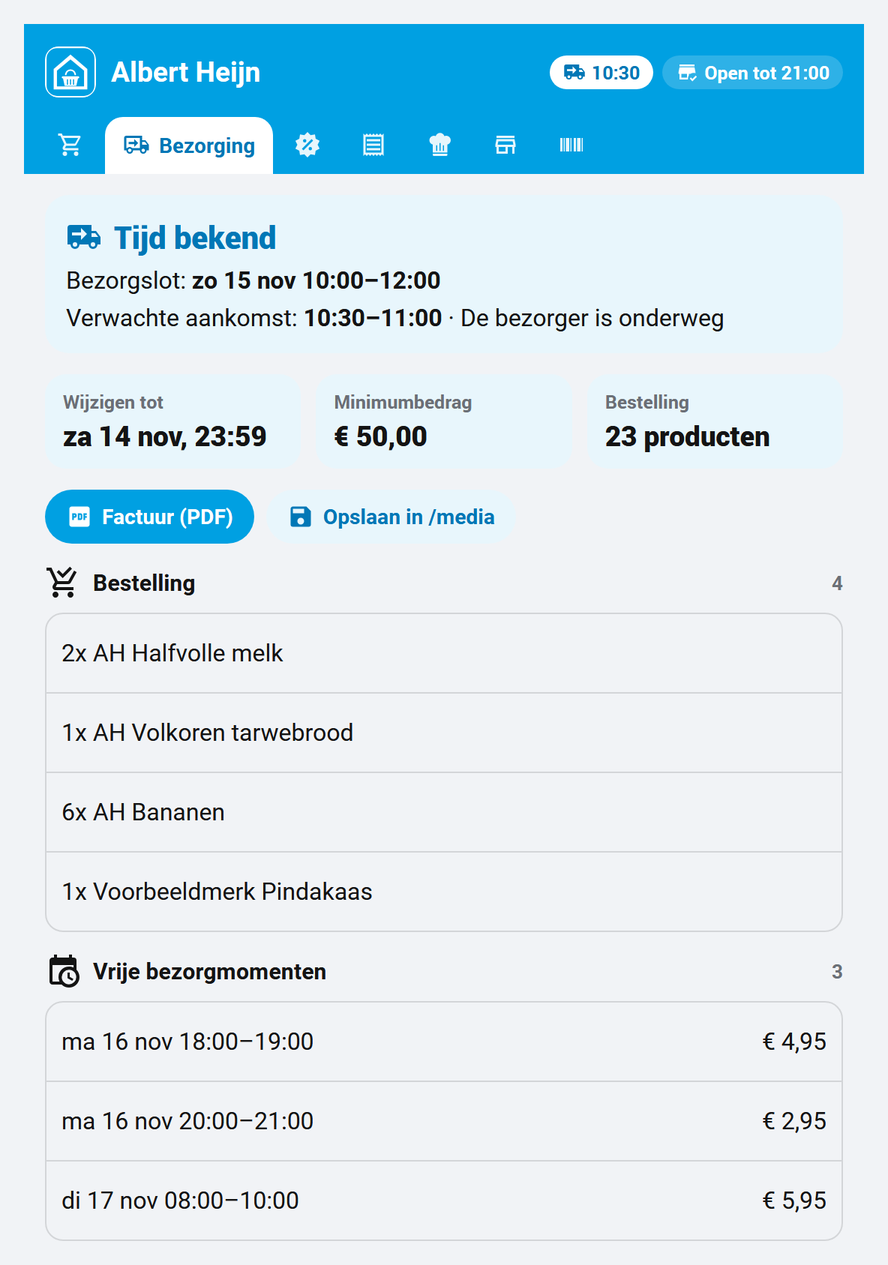 Albert Heijn
10:30
Open tot 21:00
Bezorging
Tijd bekend
Bezorgslot: zo 15 nov 10:00–12:00
Verwachte aankomst: 10:30–11:00 · De bezorger is onderweg
Wijzigen tot
za 14 nov, 23:59
Minimumbedrag
€ 50,00
Bestelling
23 producten
PDF Factuur (PDF)
Opslaan in /media
Bestelling 4
2x AH Halfvolle melk
1x AH Volkoren tarwebrood
6x AH Bananen
1x Voorbeeldmerk Pindakaas
Vrije bezorgmomenten 3
ma 16 nov 18:00–19:00 € 4,95
ma 16 nov 20:00–21:00 € 2,95
di 17 nov 08:00–10:00 € 5,95